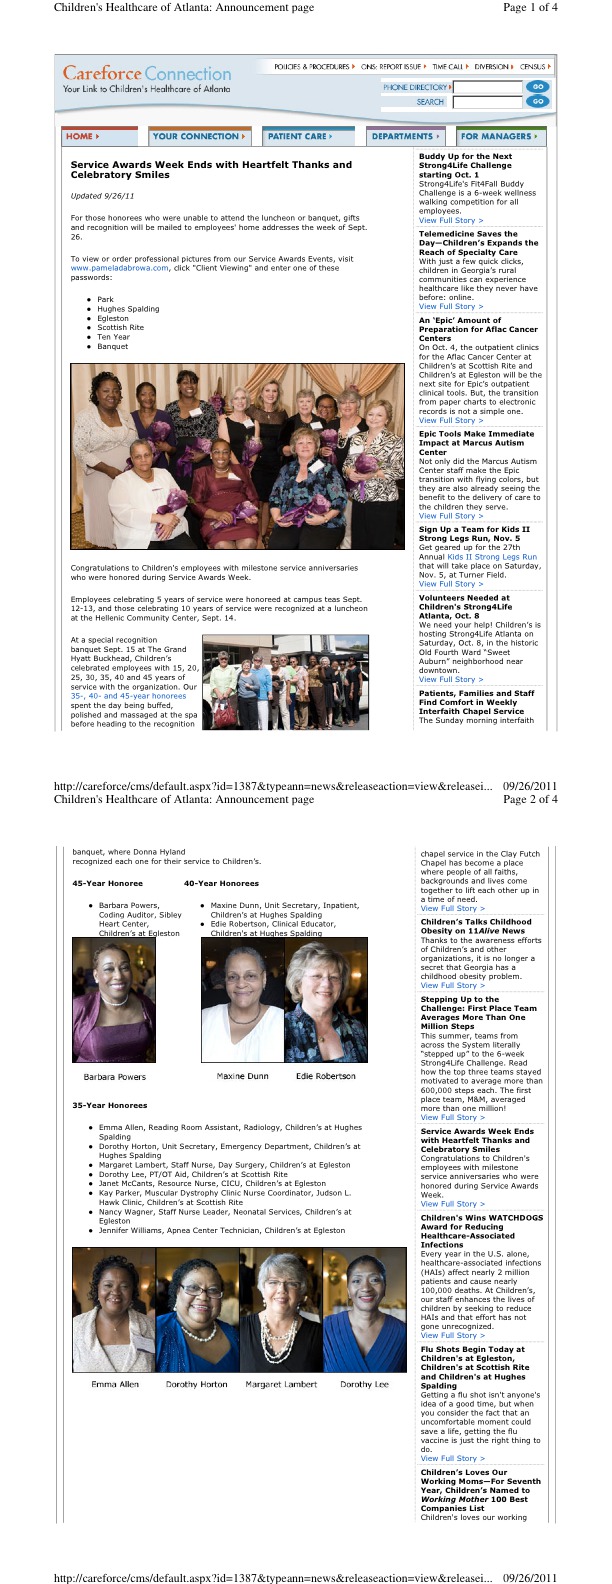 Children's Healthcare of Atlanta: Announcement page Page 1 of 4
Careforce Connection
Your Link to Children's Healthcare of Atlanta
POLICIES & PROCEDURES ONS: REPORT ISSUE TIME CALL DIVERSION CENSUS
PHONE DIRECTORY GO
SEARCH GO
HOME YOUR CONNECTION PATIENT CARE DEPARTMENTS FOR MANAGERS
Service Awards Week Ends with Heartfelt Thanks and
Celebratory Smiles
Updated 9/26/11
For those honorees who were unable to attend the luncheon or banquet, gifts
and recognition will be mailed to employees' home addresses the week of Sept.
26.
To view or order professional pictures from our Service Awards Events, visit
www.pameladabrowa.com, click "Client Viewing" and enter one of these
passwords:
● Park
● Hughes Spalding
● Egleston
● Scottish Rite
● Ten Year
● Banquet
Congratulations to Children's employees with milestone service anniversaries
who were honored during Service Awards Week.
Employees celebrating 5 years of service were honoreed at campus teas Sept.
12-13, and those celebrating 10 years of service were recognized at a luncheon
at the Hellenic Community Center, Sept. 14.
At a special recognition
banquet Sept. 15 at The Grand
Hyatt Buckhead, Children's
celebrated employees with 15, 20,
25, 30, 35, 40 and 45 years of
service with the organization. Our
35-, 40- and 45-year honorees
spent the day being buffed,
polished and massaged at the spa
before heading to the recognition
Buddy Up for the Next
Strong4Life Challenge
starting Oct. 1
Strong4Life's Fit4Fall Buddy
Challenge is a 6-week wellness
walking competition for all
employees.
View Full Story >
Telemedicine Saves the
Day—Children's Expands the
Reach of Specialty Care
With just a few quick clicks,
children in Georgia's rural
communities can experience
healthcare like they never have
before: online.
View Full Story >
An 'Epic' Amount of
Preparation for Aflac Cancer
Centers
On Oct. 4, the outpatient clinics
for the Aflac Cancer Center at
Children's at Scottish Rite and
Children's at Egleston will be the
next site for Epic's outpatient
clinical tools. But, the transition
from paper charts to electronic
records is not a simple one.
View Full Story >
Epic Tools Make Immediate
Impact at Marcus Autism
Center
Not only did the Marcus Autism
Center staff make the Epic
transition with flying colors, but
they are also already seeing the
benefit to the delivery of care to
the children they serve.
View Full Story >
Sign Up a Team for Kids II
Strong Legs Run, Nov. 5
Get geared up for the 27th
Annual Kids II Strong Legs Run
that will take place on Saturday,
Nov. 5, at Turner Field.
View Full Story >
Volunteers Needed at
Children's Strong4Life
Atlanta, Oct. 8
We need your help! Children's is
hosting Strong4Life Atlanta on
Saturday, Oct. 8, in the historic
Old Fourth Ward "Sweet
Auburn" neighborhood near
downtown.
View Full Story >
Patients, Families and Staff
Find Comfort in Weekly
Interfaith Chapel Service
The Sunday morning interfaith
http://careforce/cms/default.aspx?id=1387&typeann=news&releaseaction=view&releasei... 09/26/2011
Children's Healthcare of Atlanta: Announcement page Page 2 of 4
banquet, where Donna Hyland
recognized each one for their service to Children's.
45-Year Honoree
● Barbara Powers,
Coding Auditor, Sibley
Heart Center,
Children's at Egleston
40-Year Honorees
● Maxine Dunn, Unit Secretary, Inpatient,
Children's at Hughes Spalding
● Edie Robertson, Clinical Educator,
Children's at Hughes Spalding
Barbara Powers Maxine Dunn Edie Robertson
35-Year Honorees
● Emma Allen, Reading Room Assistant, Radiology, Children's at Hughes
Spalding
● Dorothy Horton, Unit Secretary, Emergency Department, Children's at
Hughes Spalding
● Margaret Lambert, Staff Nurse, Day Surgery, Children's at Egleston
● Dorothy Lee, PT/OT Aid, Children's at Scottish Rite
● Janet McCants, Resource Nurse, CICU, Children's at Egleston
● Kay Parker, Muscular Dystrophy Clinic Nurse Coordinator, Judson L.
Hawk Clinic, Children's at Scottish Rite
● Nancy Wagner, Staff Nurse Leader, Neonatal Services, Children's at
Egleston
● Jennifer Williams, Apnea Center Technician, Children's at Egleston
Emma Allen Dorothy Horton Margaret Lambert Dorothy Lee
chapel service in the Clay Futch
Chapel has become a place
where people of all faiths,
backgrounds and lives come
together to lift each other up in
a time of need.
View Full Story >
Children's Talks Childhood
Obesity on 11Alive News
Thanks to the awareness efforts
of Children's and other
organizations, it is no longer a
secret that Georgia has a
childhood obesity problem.
View Full Story >
Stepping Up to the
Challenge: First Place Team
Averages More Than One
Million Steps
This summer, teams from
across the System literally
"stepped up" to the 6-week
Strong4Life Challenge. Read
how the top three teams stayed
motivated to average more than
600,000 steps each. The first
place team, M&M, averaged
more than one million!
View Full Story >
Service Awards Week Ends
with Heartfelt Thanks and
Celebratory Smiles
Congratulations to Children's
employees with milestone
service anniversaries who were
honored during Service Awards
Week.
View Full Story >
Children's Wins WATCHDOGS
Award for Reducing
Healthcare-Associated
Infections
Every year in the U.S. alone,
healthcare-associated infections
(HAIs) affect nearly 2 million
patients and cause nearly
100,000 deaths. At Children's,
our staff enhances the lives of
children by seeking to reduce
HAIs and that effort has not
gone unrecognized.
View Full Story >
Flu Shots Begin Today at
Children's at Egleston,
Children's at Scottish Rite
and Children's at Hughes
Spalding
Getting a flu shot isn't anyone's
idea of a good time, but when
you consider the fact that an
uncomfortable moment could
save a life, getting the flu
vaccine is just the right thing to
do.
View Full Story >
Children's Loves Our
Working Moms—For Seventh
Year, Children's Named to
Working Mother 100 Best
Companies List
Children's loves our working
http://careforce/cms/default.aspx?id=1387&typeann=news&releaseaction=view&releasei... 09/26/2011